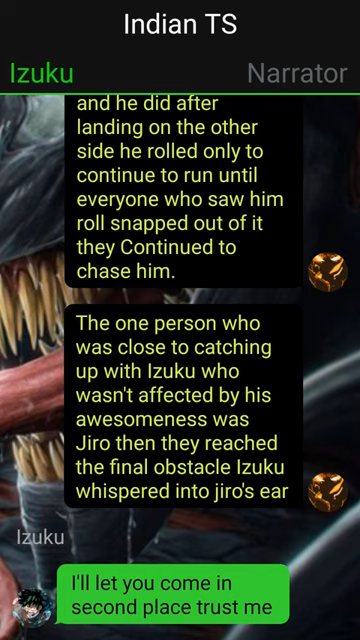 Indian TS
Izuku
Narrator
and he did after
landing on the other
side he rolled only to
continue to run until
everyone who saw him
roll snapped out of it
they Continued to
chase him.
The one person who
was close to catching
up with Izuku who
wasn't affected by his
awesomeness was
Jiro then they reached
the final obstacle Izuku
whispered into jiro's ear
Izuku
I'll let you come in
second place trust me